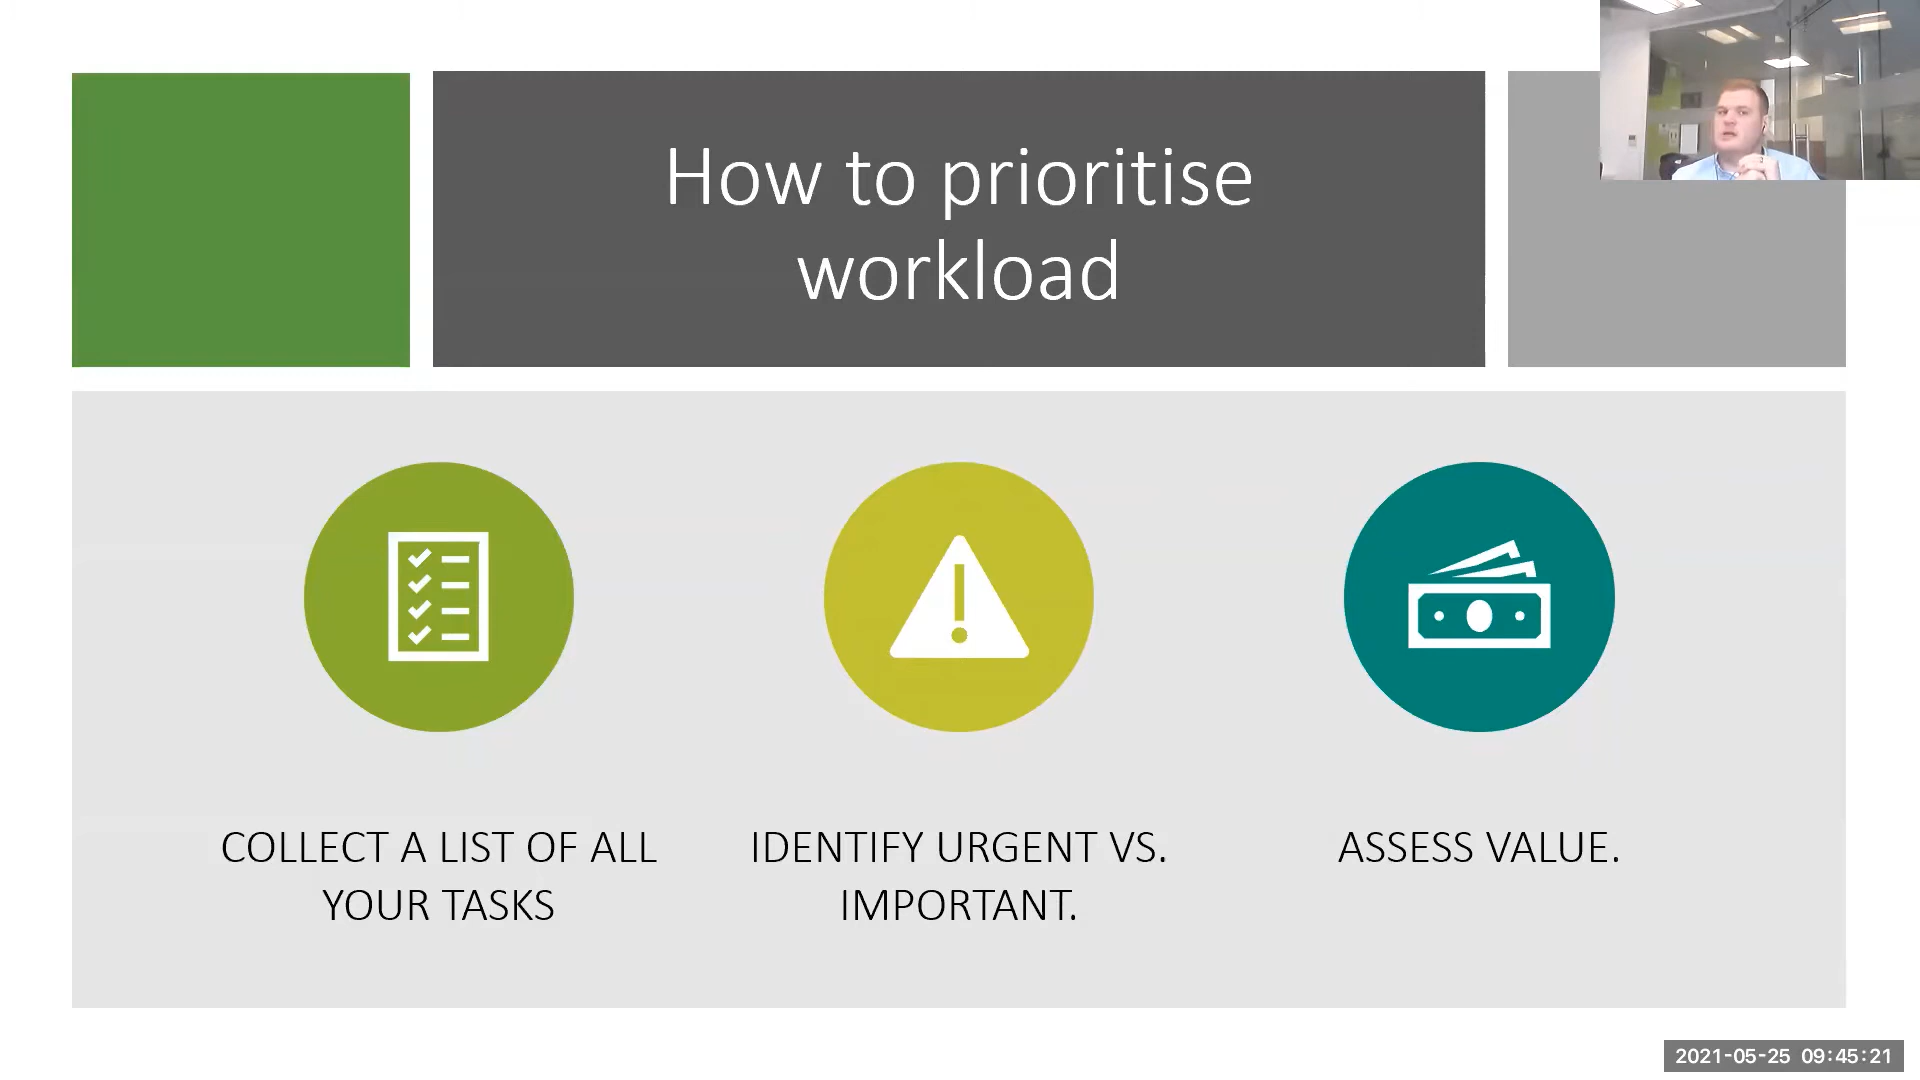 How to prioritise
workload
COLLECT A LIST OF ALL
YOUR TASKS
IDENTIFY URGENT VS.
IMPORTANT.
ASSESS VALUE.
2021-05-25 09:45:21